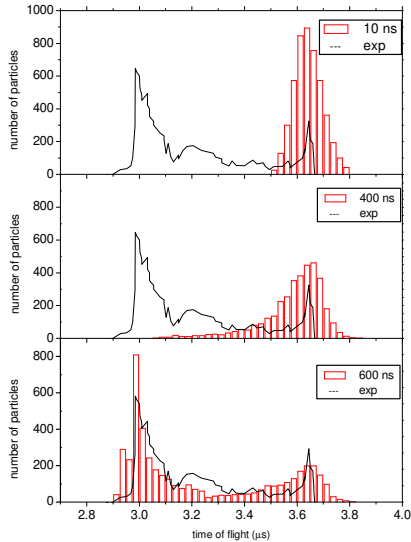 1000
800
600
400
200
0
number of particles
10 ns
--- exp
800
600
400
200
0
number of particles
400 ns
--- exp
800
600
400
200
0
number of particles
600 ns
--- exp
2.8 3.0 3.2 3.4 3.6 3.8 4.0
time of flight (μs)